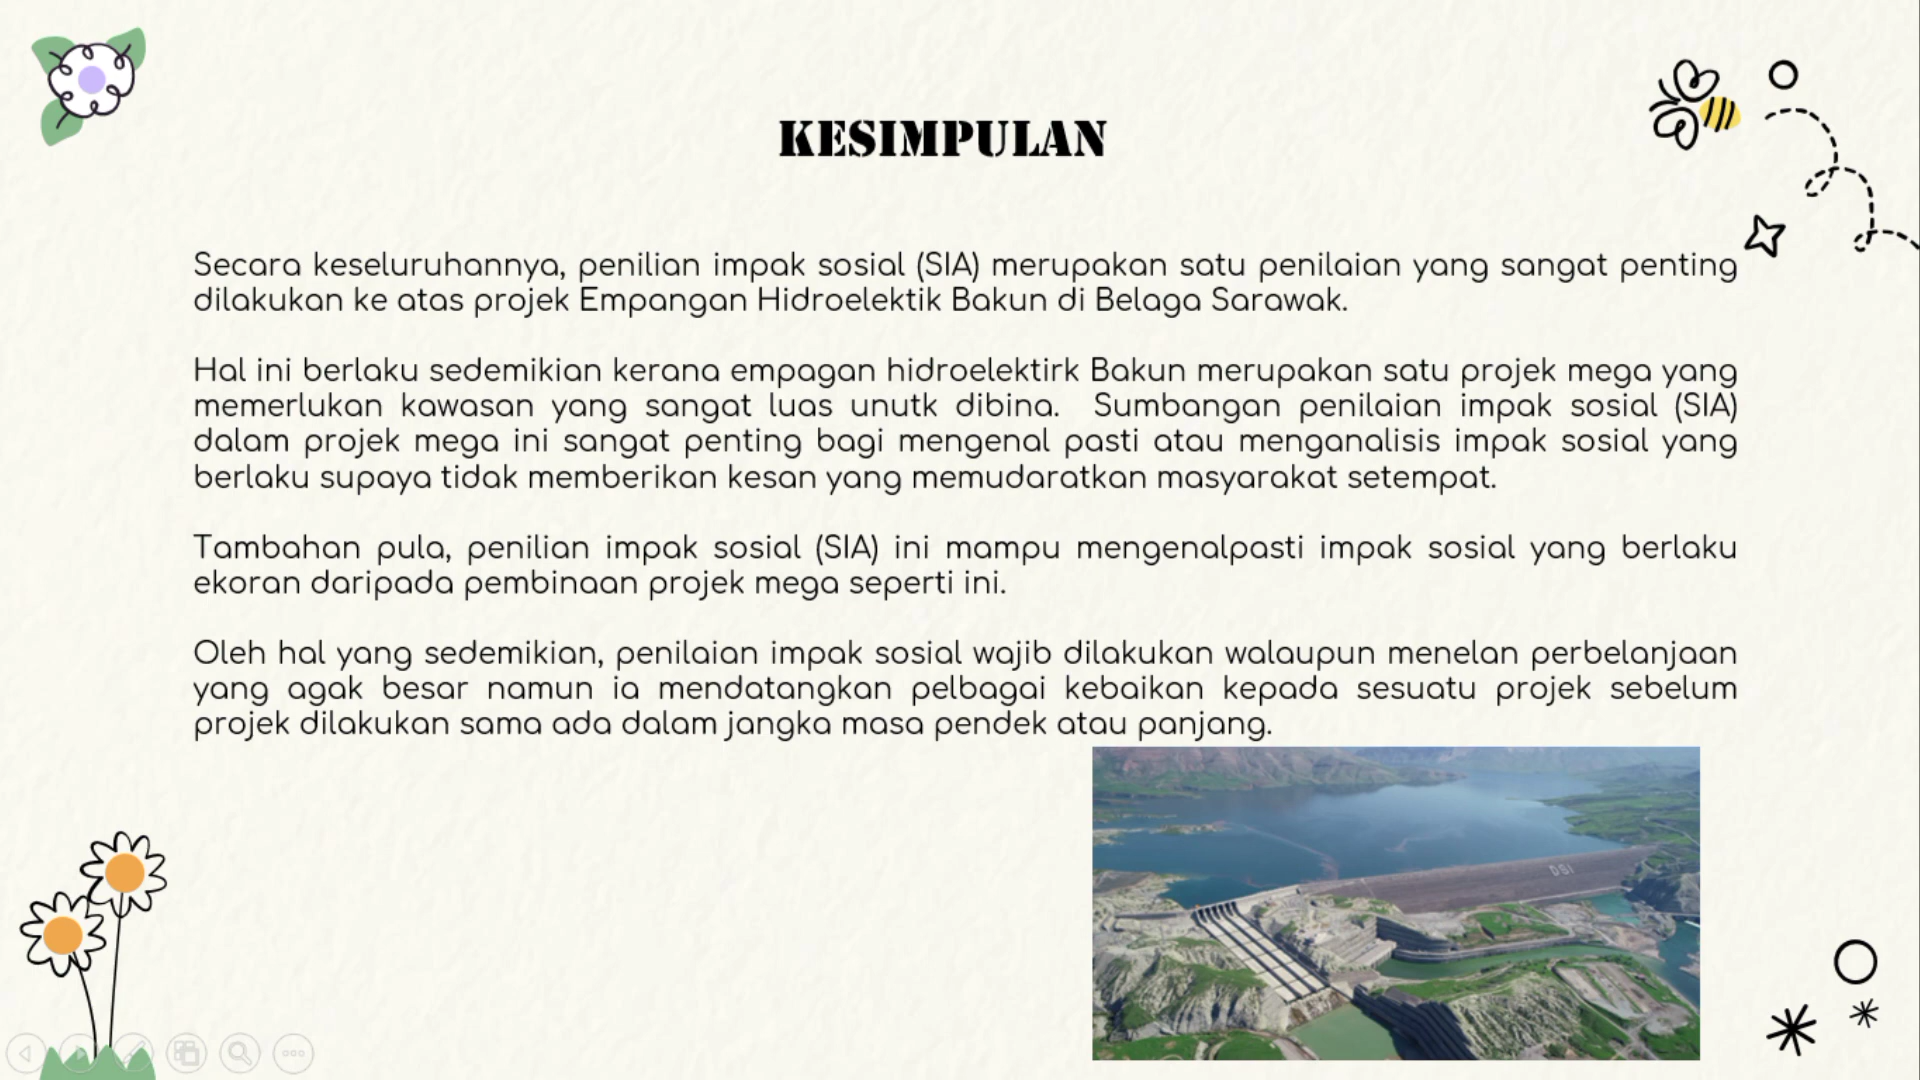 KESIMPULAN
Secara keseluruhannya, penilian impak sosial (SIA) merupakan satu penilaian yang sangat penting
dilakukan ke atas projek Empangan Hidroelektik Bakun di Belaga Sarawak.
Hal ini berlaku sedemikian kerana empagan hidroelektirk Bakun merupakan satu projek mega yang
memerlukan kawasan yang sangat luas unutk dibina. Sumbangan penilaian impak sosial (SIA)
dalam projek mega ini sangat penting bagi mengenal pasti atau menganalisis impak sosial yang
berlaku supaya tidak memberikan kesan yang memudaratkan masyarakat setempat.
Tambahan pula, penilian impak sosial (SIA) ini mampu mengenalpasti impak sosial yang berlaku
ekoran daripada pembinaan projek mega seperti ini.
Oleh hal yang sedemikian, penilaian impak sosial wajib dilakukan walaupun menelan perbelanjaan
yang agak besar namun ia mendatangkan pelbagai kebaikan kepada sesuatu projek sebelum
projek dilakukan sama ada dalam jangka masa pendek atau panjang.
DSI